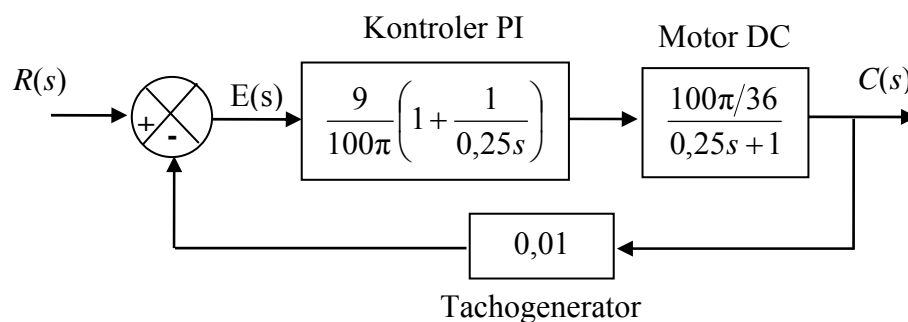 Kontroler PI
Motor DC
R(s)
E(s)
9/100π (1 + 1/0,25s)
100π/36 / 0,25s + 1
C(s)
+
-
0,01
Tachogenerator